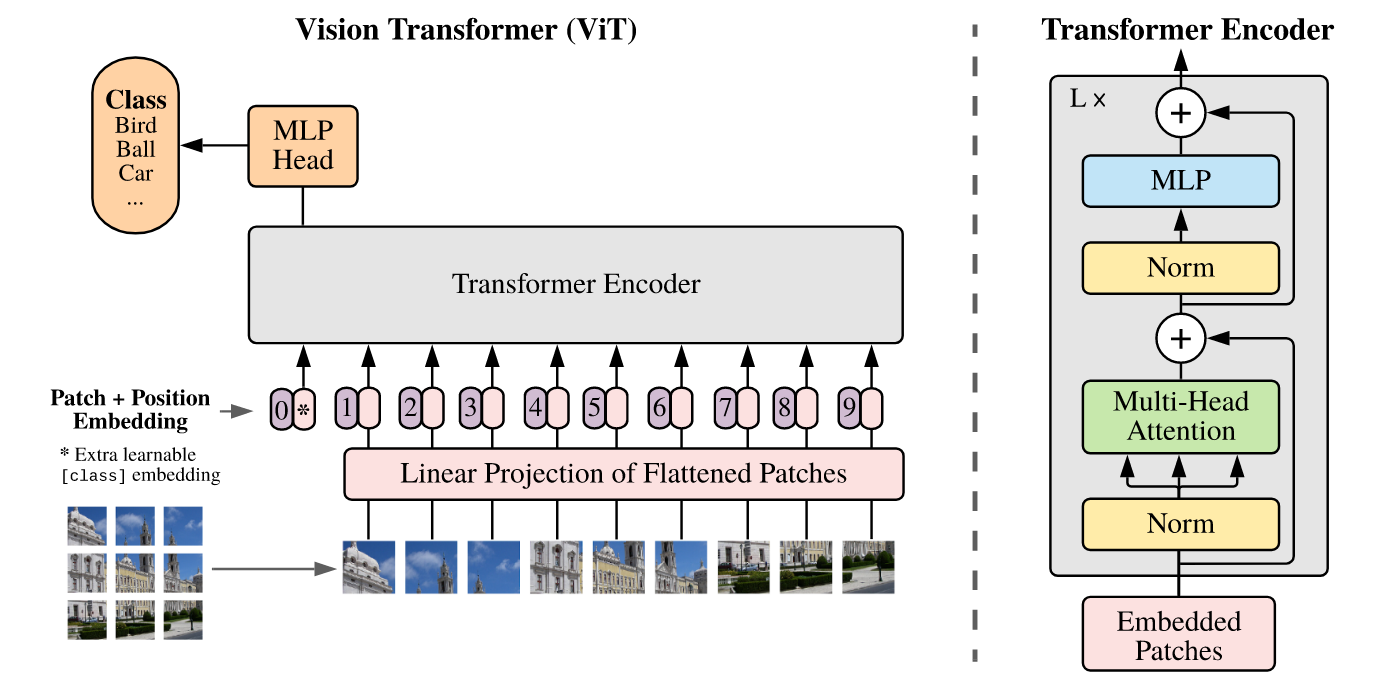 Vision Transformer (ViT)
Class
Bird
Ball
Car
...
MLP
Head
Transformer Encoder
Patch + Position
Embedding
* Extra learnable
[class] embedding
0 * 1 2 3 4 5 6 7 8 9
Linear Projection of Flattened Patches
Transformer Encoder
L ×
+
MLP
Norm
+
Multi-Head
Attention
Norm
Embedded
Patches